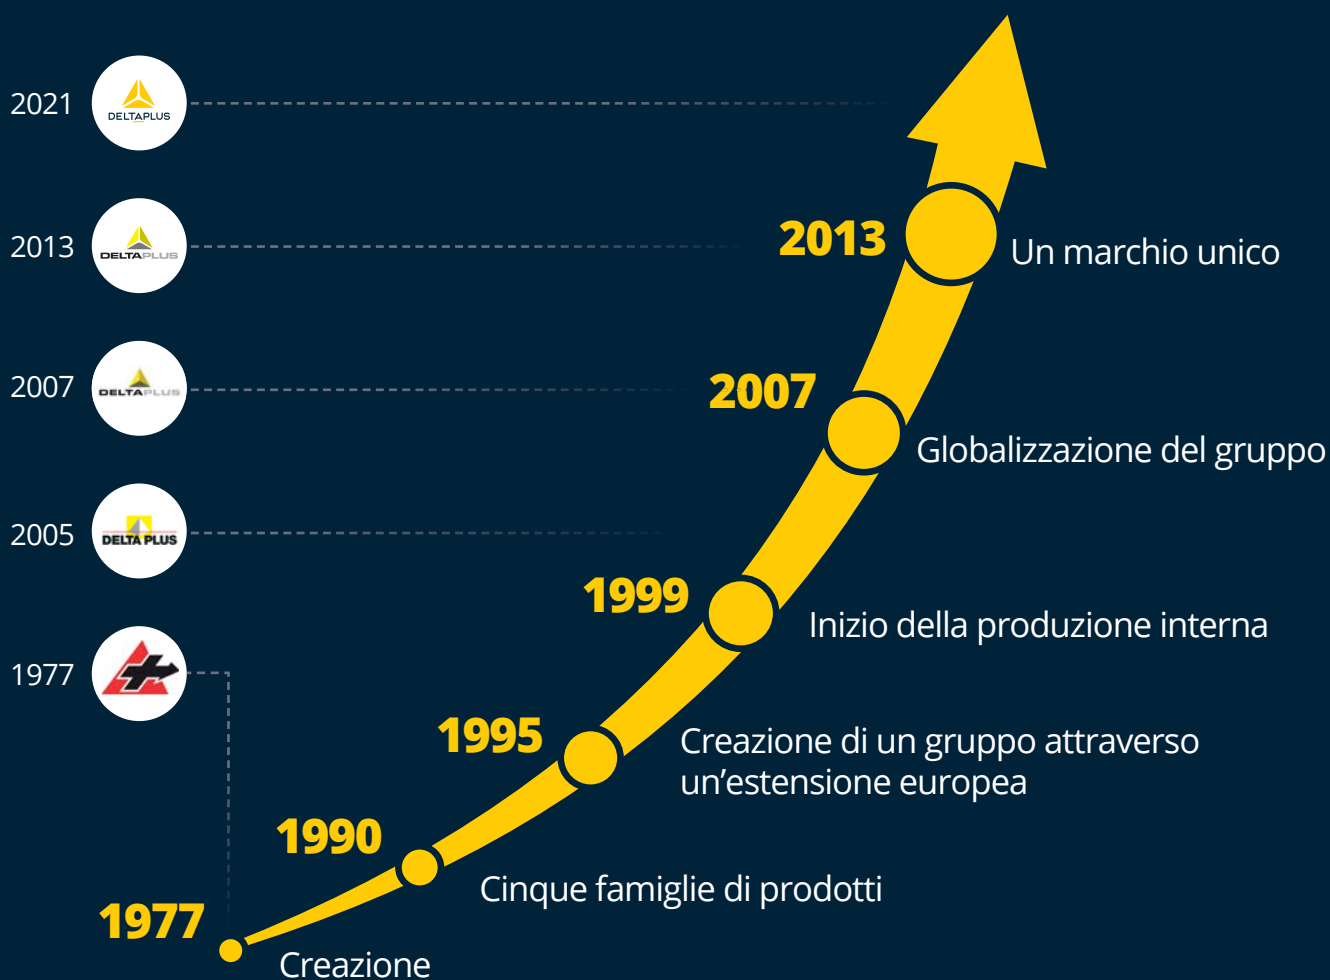 2021
DELTAPLUS
2013
DELTAPLUS
2007
DELTAPLUS
2005
DELTA PLUS
1977
2013
Un marchio unico
2007
Globalizzazione del gruppo
1999
Inizio della produzione interna
1995
Creazione di un gruppo attraverso
un’estensione europea
1990
Cinque famiglie di prodotti
1977
Creazione